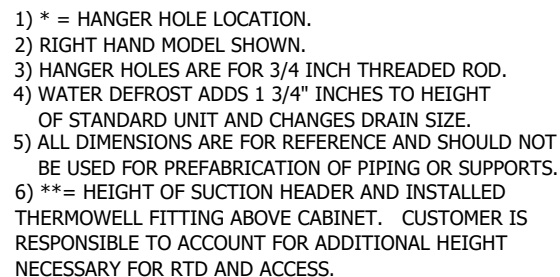 1) * = HANGER HOLE LOCATION.
2) RIGHT HAND MODEL SHOWN.
3) HANGER HOLES ARE FOR 3/4 INCH THREADED ROD.
4) WATER DEFROST ADDS 1 3/4" INCHES TO HEIGHT
OF STANDARD UNIT AND CHANGES DRAIN SIZE.
5) ALL DIMENSIONS ARE FOR REFERENCE AND SHOULD NOT
BE USED FOR PREFABRICATION OF PIPING OR SUPPORTS.
6) **= HEIGHT OF SUCTION HEADER AND INSTALLED
THERMOWELL FITTING ABOVE CABINET. CUSTOMER IS
RESPONSIBLE TO ACCOUNT FOR ADDITIONAL HEIGHT
NECESSARY FOR RTD AND ACCESS.